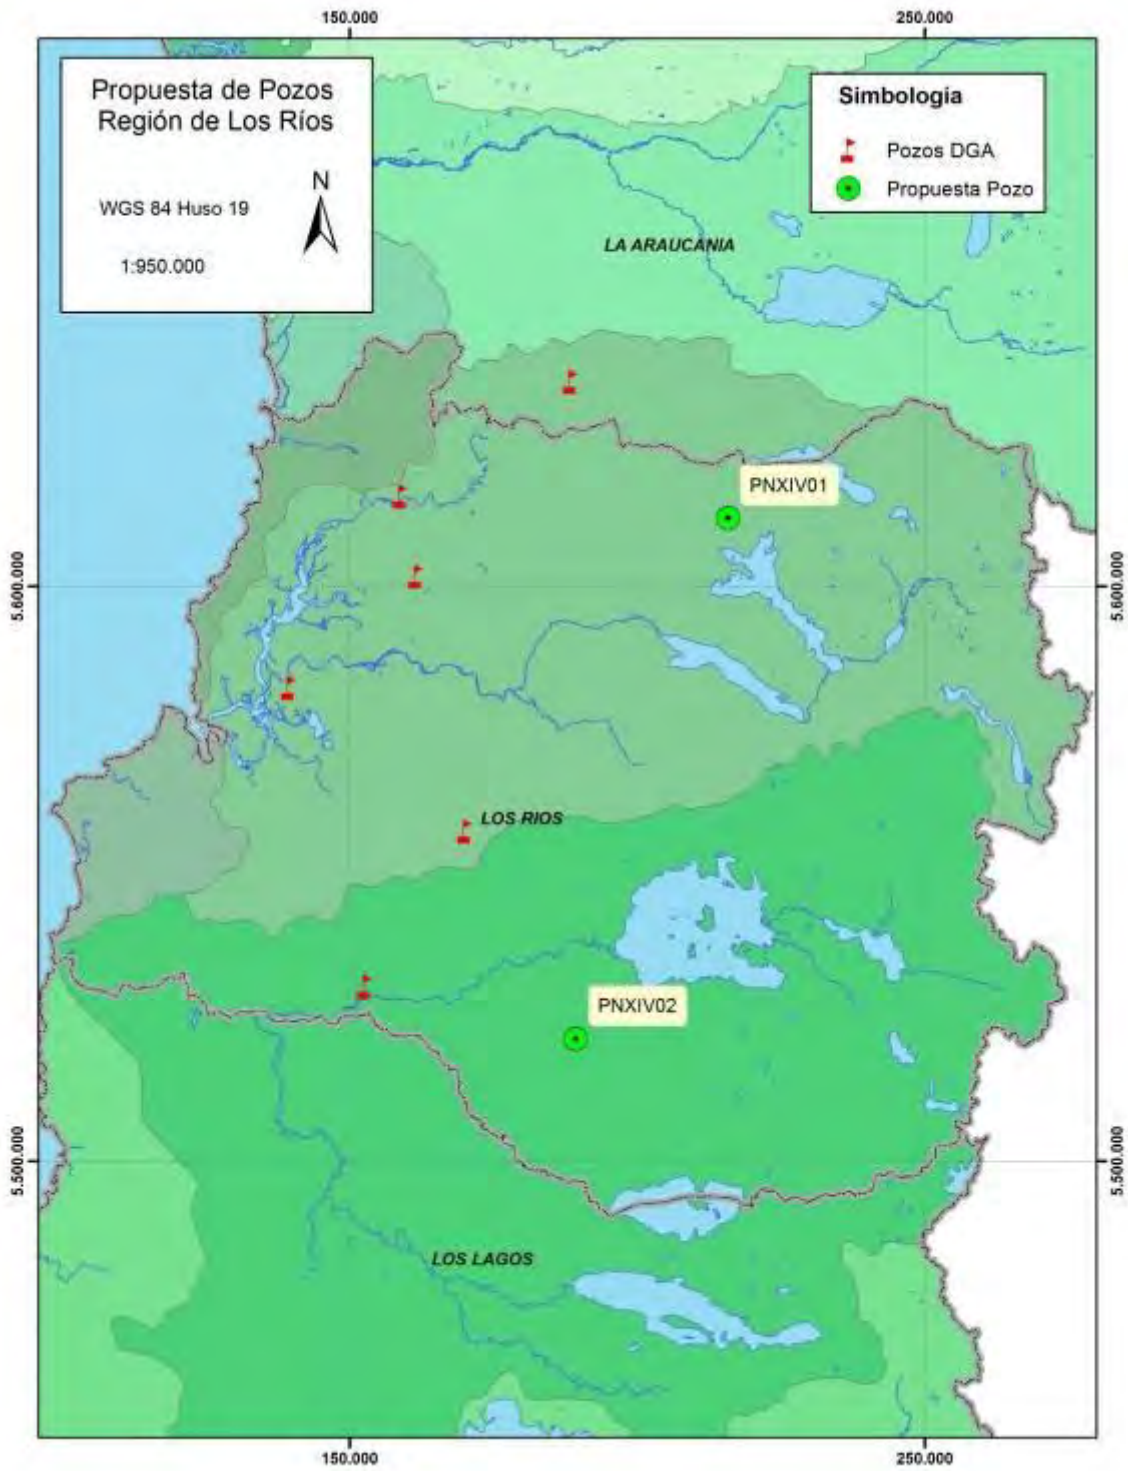 150.000
250.000
Propuesta de Pozos
Región de Los Ríos
N
WGS 84 Huso 19
1:950.000
Simbologia
Pozos DGA
Propuesta Pozo
LA ARAUCANIA
PNXIV01
5.600.000
5.600.000
LOS RIOS
PNXIV02
5.500.000
5.500.000
LOS LAGOS
150.000
250.000